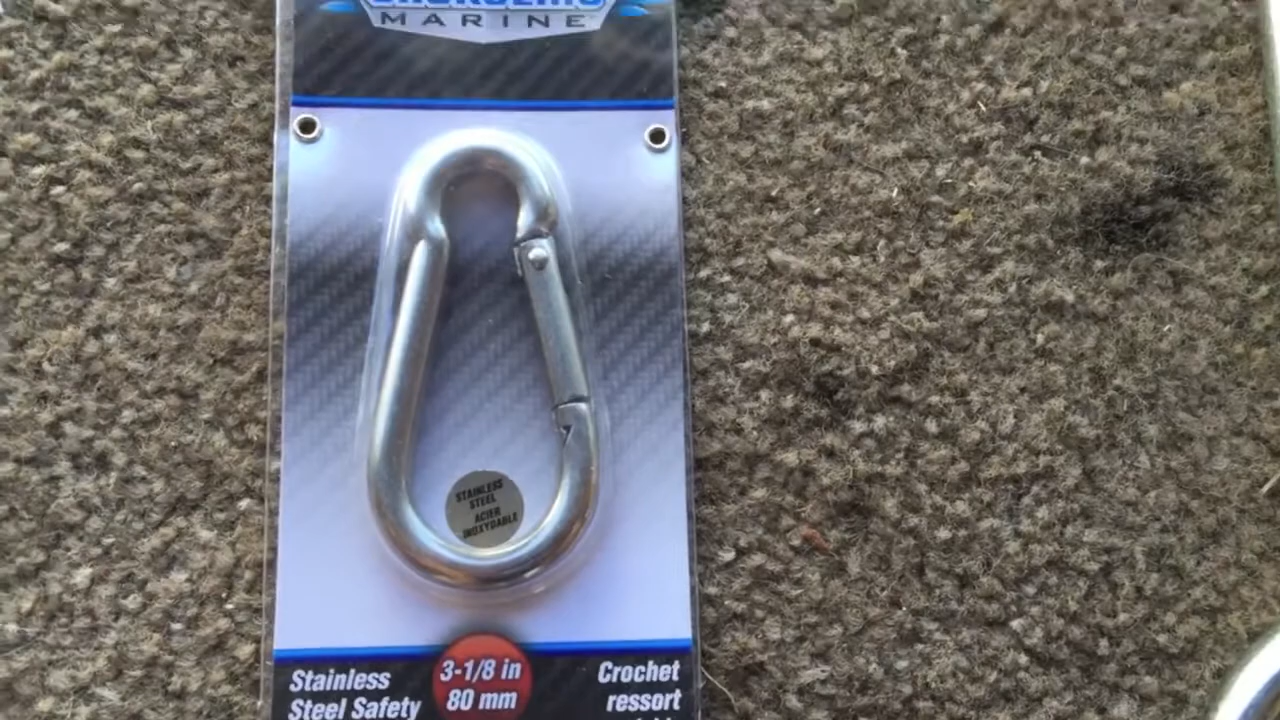 MARINE
STAINLESS
STEEL
ACIER
INOXYDABLE
3-1/8 in
80 mm
Stainless
Steel Safety
Crochet
ressort